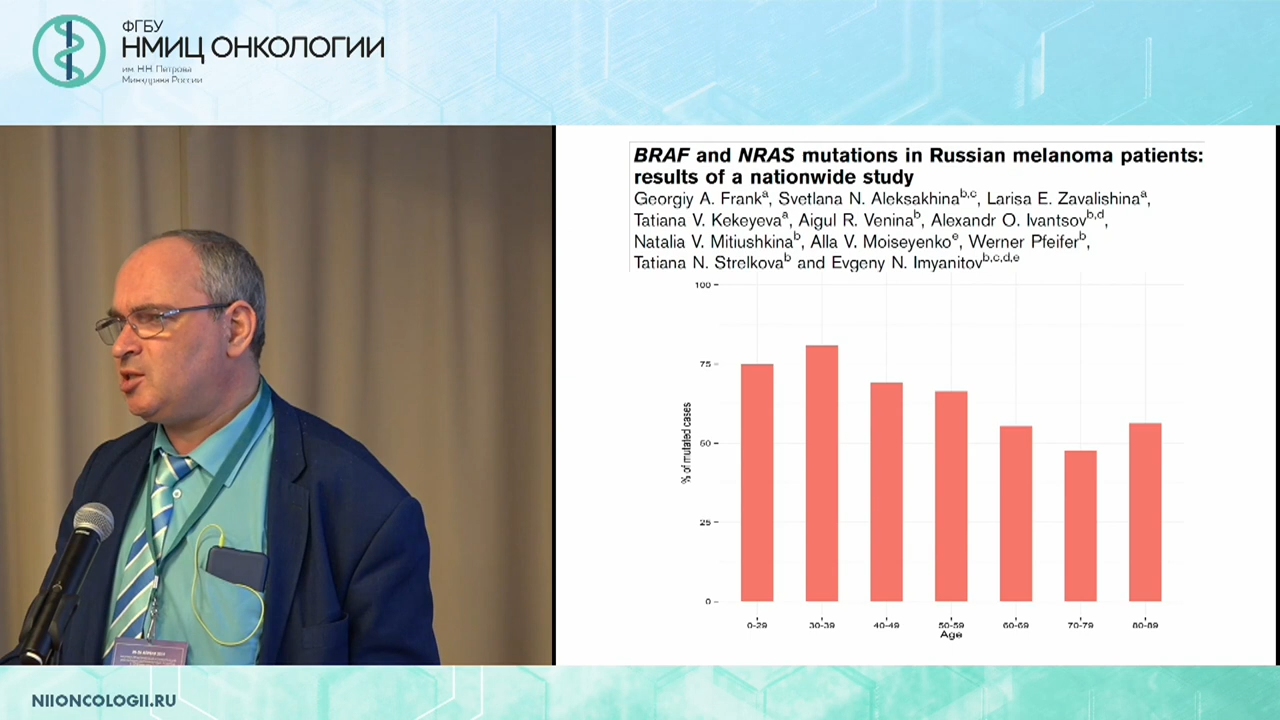 ФГБУ
НМИЦ ОНКОЛОГИИ
им. Н.Н. Петрова
Минздрава России
BRAF and NRAS mutations in Russian melanoma patients:
results of a nationwide study
Georgiy A. Frankᵃ, Svetlana N. Aleksakhinaᵇ,ᶜ, Larisa E. Zavalishinaᵃ,
Tatiana V. Kekeyevaᵃ, Aigul R. Veninaᵇ, Alexandr O. Ivantsovᵇ,ᵈ,
Natalia V. Mitiushkinaᵇ, Alla V. Moiseyenkoᵉ, Werner Pfeiferᵇ,
Tatiana N. Strelkovaᵇ and Evgeny N. Imyanitovᵇ,ᶜ,ᵈ,ᵉ
100
75
50
25
0
% of mutated cases
0-29 30-39 40-49 50-59 60-69 70-79 80-89
Age
NIIONCOLOGII.RU